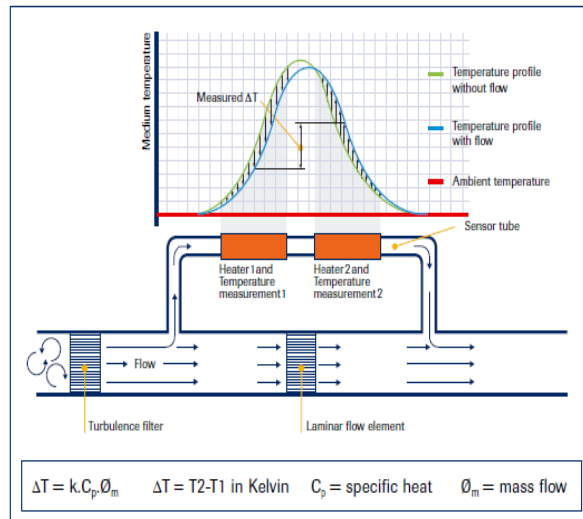 Medium temperature
Measured ΔT
Temperature profile
without flow
Temperature profile
with flow
Ambient temperature
Sensor tube
Heater 1 and
Temperature
measurement 1
Heater 2 and
Temperature
measurement 2
Flow
Turbulence filter
Laminar flow element
ΔT = k.Cₚ.Øₘ ΔT = T2-T1 in Kelvin Cₚ = specific heat Øₘ = mass flow